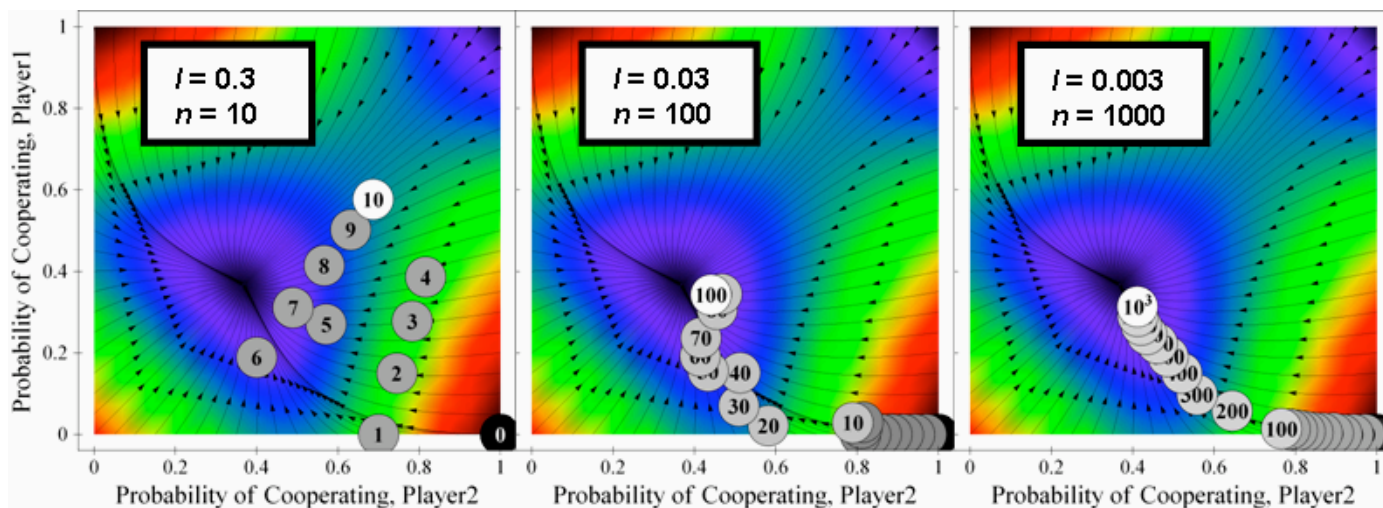 l = 0.3
n = 10
l = 0.03
n = 100
l = 0.003
n = 1000
Probability of Cooperating, Player1
1
0.8
0.6
0.4
0.2
0
10
9
8
7
6
5
4
3
2
1
0
100
70
40
30
20
10
10³
300
200
100
0 0.2 0.4 0.6 0.8 1
0 0.2 0.4 0.6 0.8 1
0 0.2 0.4 0.6 0.8 1
Probability of Cooperating, Player2
Probability of Cooperating, Player2
Probability of Cooperating, Player2